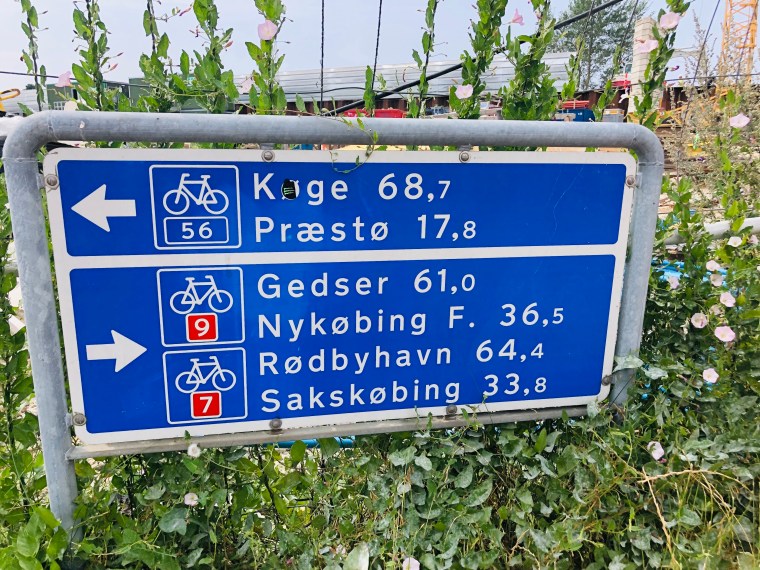 Køge 68,7
56 Præstø 17,8
Gedser 61,0
9 Nykøbing F. 36,5
Rødbyhavn 64,4
7 Sakskøbing 33,8